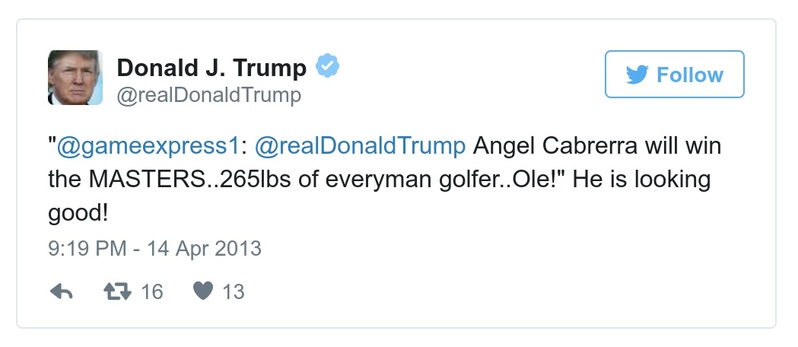 Donald J. Trump
Follow
@realDonaldTrump
"@gameexpress1: @realDonaldTrump Angel Cabrerra will win
the MASTERS..265lbs of everyman golfer..Ole!" He is looking
good!
9:19 PM - 14 Apr 2013
16 13